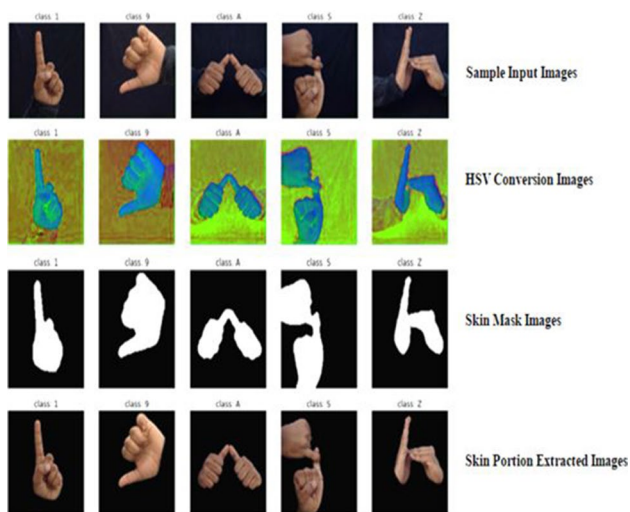 class 1 class 9 class A class S class Z
Sample Input Images
class 1 class 9 class A class S class Z
HSV Conversion Images
class 1 class 9 class A class S class Z
Skin Mask Images
class 1 class 9 class A class S class Z
Skin Portion Extracted Images